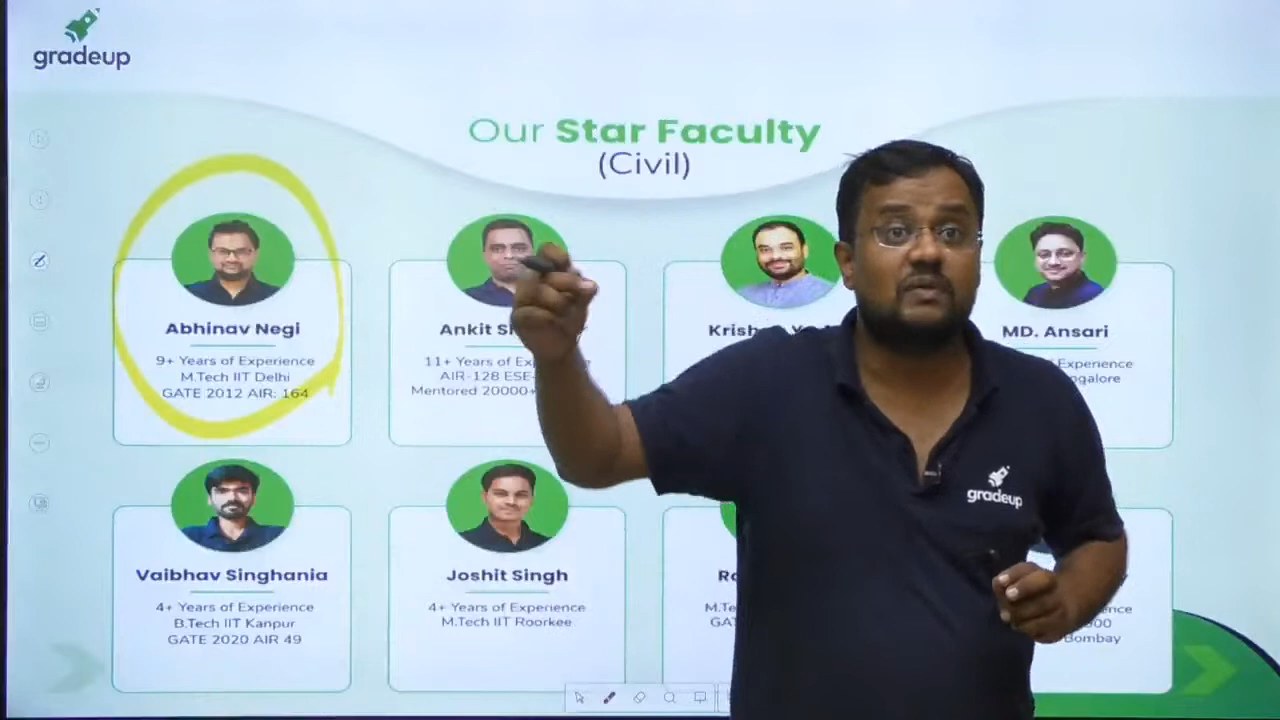 gradeup
Our Star Faculty
(Civil)
Abhinav Negi
9+ Years of Experience
M.Tech IIT Delhi
GATE 2012 AIR: 164
Ankit
11+ Years of
AIR-128 ESE-
Mentored 20000+
MD. Ansari
Experience
Vaibhav Singhania
4+ Years of Experience
B.Tech IIT Kanpur
GATE 2020 AIR 49
Joshit Singh
4+ Years of Experience
M.Tech IIT Roorkee
Bombay
gradeup